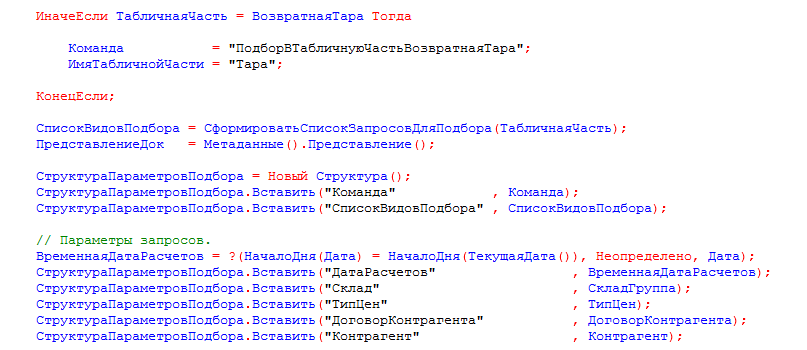 ИначеЕсли ТабличнаяЧасть = ВозвратнаяТара Тогда
Команда = "ПодборВТабличнуюЧастьВозвратнаяТара";
ИмяТабличнойЧасти = "Тара";
КонецЕсли;
СписокВидовПодбора = СформироватьСписокЗапросовДляПодбора(ТабличнаяЧасть);
ПредставлениеДок = Метаданные().Представление();
СтруктураПараметровПодбора = Новый Структура();
СтруктураПараметровПодбора.Вставить("Команда" , Команда);
СтруктураПараметровПодбора.Вставить("СписокВидовПодбора" , СписокВидовПодбора);
// Параметры запросов.
ВременнаяДатаРасчетов = ?(НачалоДня(Дата) = НачалоДня(ТекущаяДата()), Неопределено, Дата);
СтруктураПараметровПодбора.Вставить("ДатаРасчетов" , ВременнаяДатаРасчетов);
СтруктураПараметровПодбора.Вставить("Склад" , СкладГруппа);
СтруктураПараметровПодбора.Вставить("ТипЦен" , ТипЦен);
СтруктураПараметровПодбора.Вставить("ДоговорКонтрагента" , ДоговорКонтрагента);
СтруктураПараметровПодбора.Вставить("Контрагент" , Контрагент);